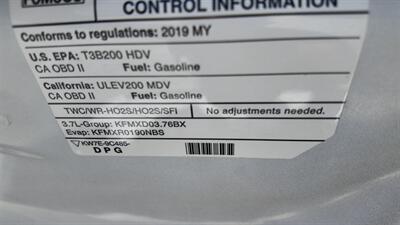 CONTROL INFORMATION
Conforms to regulations: 2019 MY
U.S. EPA: T3B200 HDV
CA OBD II Fuel: Gasoline
California: ULEV200 MDV
CA OBD II Fuel: Gasoline
TWC/WR-HO2S/HO2S/SFI No adjustments needed.
3.7L-Group: KFMXD03.76BX
Evap: KFMXR0190NBS
KW7E-9C485-
DPG